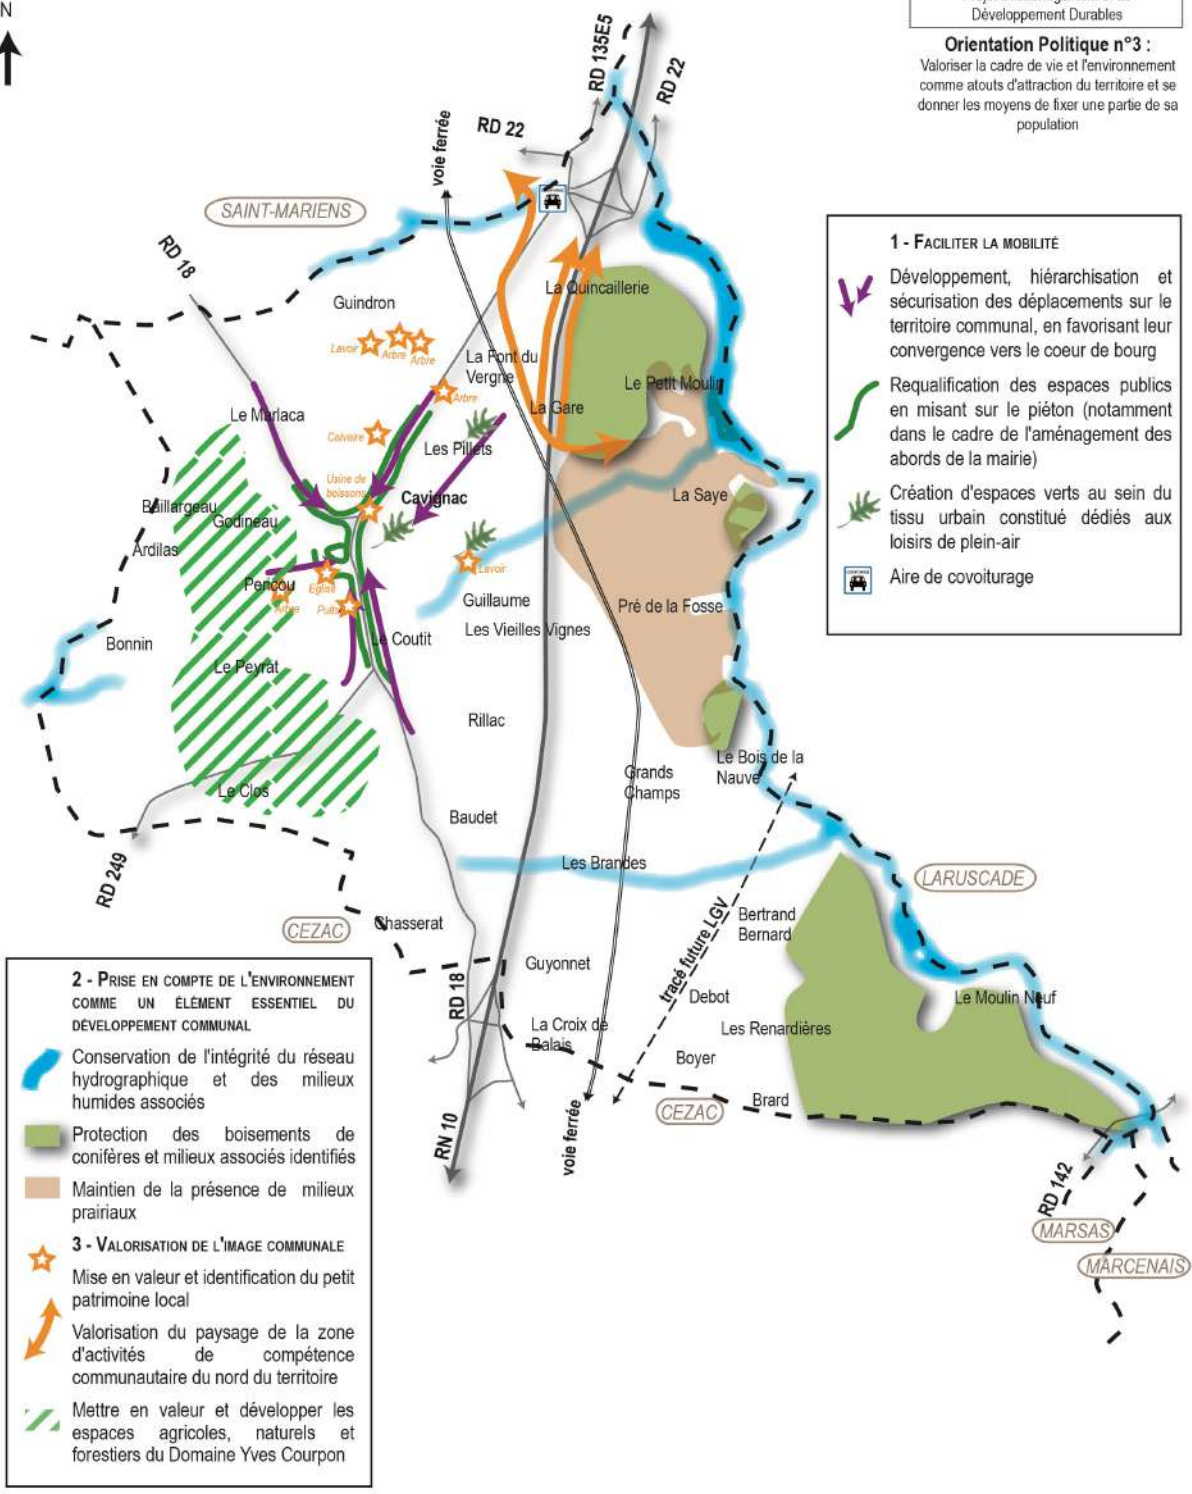 N
Développement Durables
Orientation Politique n°3 :
Valoriser la cadre de vie et l'environnement
comme atouts d'attraction du territoire et se
donner les moyens de fixer une partie de sa
population
RD 135E5
RD 22
RD 22
voie ferrée
SAINT-MARIENS
RD 18
Guindron
La Quincaillerie
Lavoir
Arbre
Arbre
La Font du
Vergne
Le Petit Moulin
Arbre
La Gare
Le Marlaca
Calvaire
Les Pillets
Usine de
boissons
Cavignac
La Saye
Baillargeau
Godineau
Ardilas
Lavoir
Pericou
Eglise
Arbre
Puits
Guillaume
Pré de la Fosse
Les Vieilles Vignes
Bonnin
Le Coutit
Le Peyrat
Rillac
Le Bois de la
Nauve
Grands
Champs
Le Clos
Baudet
RD 249
Les Brandes
LARUSCADE
Bertrand
Bernard
CEZAC
Chasserat
tracé future LGV
Guyonnet
RD 18
Debot
Le Moulin Neuf
La Croix de
Balais
Les Renardières
Boyer
Brard
CEZAC
RN 10
voie ferrée
RD 142
MARSAS
MARCENAIS
1 - FACILITER LA MOBILITÉ
Développement, hiérarchisation et
sécurisation des déplacements sur le
territoire communal, en favorisant leur
convergence vers le coeur de bourg
Requalification des espaces publics
en misant sur le piéton (notamment
dans le cadre de l'aménagement des
abords de la mairie)
Création d'espaces verts au sein du
tissu urbain constitué dédiés aux
loisirs de plein-air
Aire de covoiturage
2 - PRISE EN COMPTE DE L'ENVIRONNEMENT
COMME UN ÉLÉMENT ESSENTIEL DU
DÉVELOPPEMENT COMMUNAL
Conservation de l'intégrité du réseau
hydrographique et des milieux
humides associés
Protection des boisements de
conifères et milieux associés identifiés
Maintien de la présence de milieux
prairiaux
3 - VALORISATION DE L'IMAGE COMMUNALE
Mise en valeur et identification du petit
patrimoine local
Valorisation du paysage de la zone
d'activités de compétence
communautaire du nord du territoire
Mettre en valeur et développer les
espaces agricoles, naturels et
forestiers du Domaine Yves Courpon